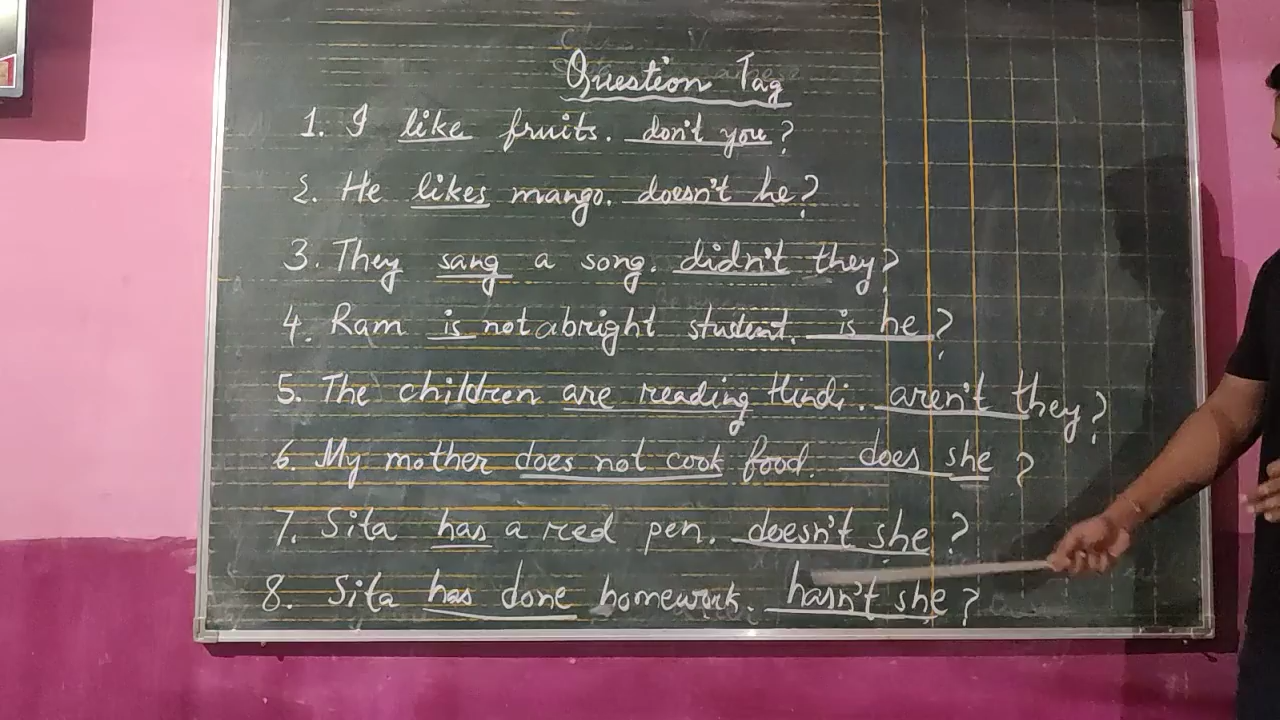 Question Tag
1. I like fruits. don't you?
2. He likes mango. doesn't he?
3. They sang a song. didn't they?
4. Ram is not a bright student. is he?
5. The children are reading Hindi. aren't they?
6. My mother does not cook food. does she?
7. Sita has a red pen. doesn't she?
8. Sita has done homework. hasn't she?